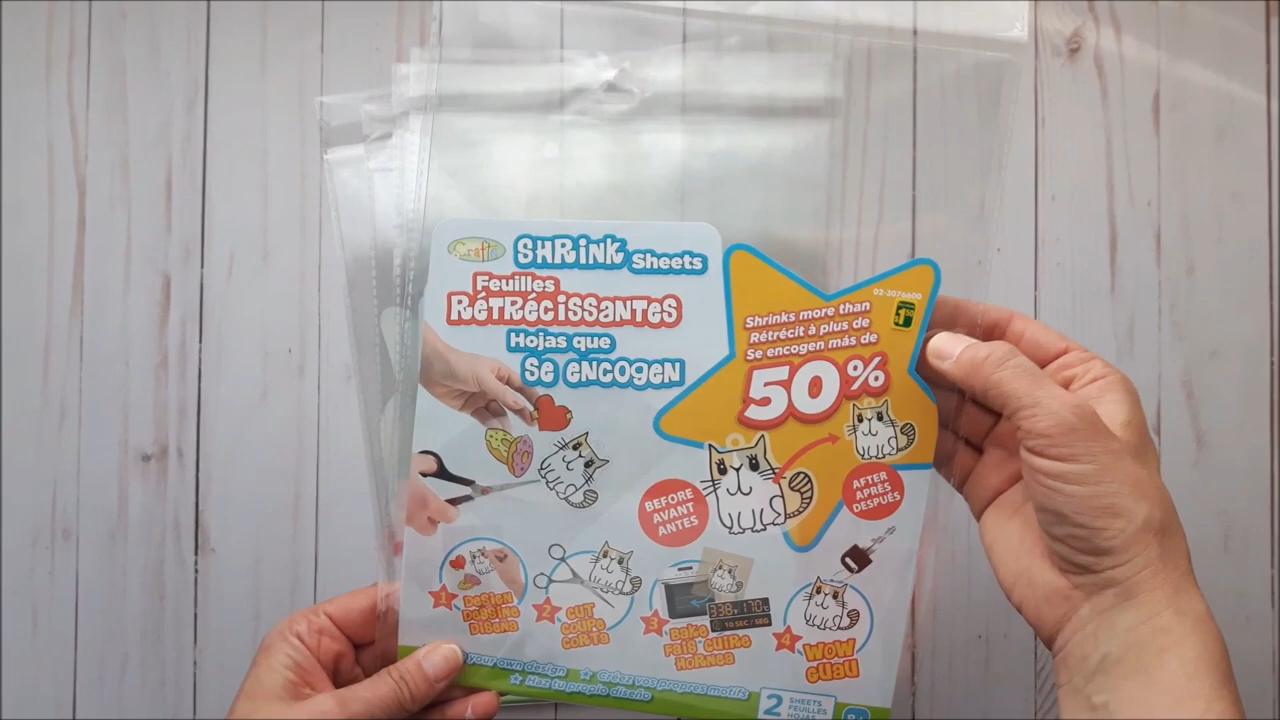 Crafts
SHRINK Sheets
Feuilles
RÉTRÉCISSANTES
Hojas que
SE ENCOGEN
02-3076600
1.50
Shrinks more than
Rétrécit à plus de
Se encogen más de
50%
BEFORE
AVANT
ANTES
AFTER
APRÈS
DESPUÉS
1
DESIGN
DESSINE
DISEÑA
2
CUT
COUPE
CORTA
3
338°F 170°C
10 SEC / SEG
BAKE
FAIS CUIRE
HORNEA
4
WOW
GUAU
your own design
Créez vos propres motifs
Haz tu propio diseño
2 SHEETS
FEUILLES
HOJAS